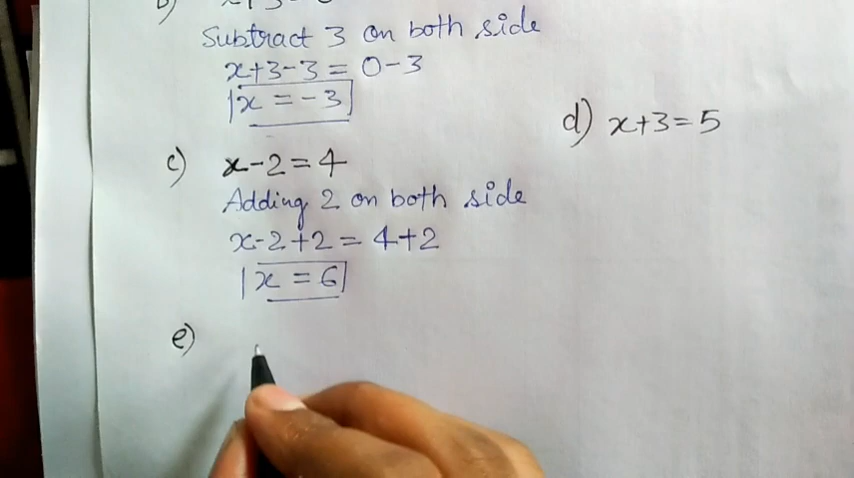 b)
Subtract 3 on both side
x+3-3 = 0-3
x = -3
c) x-2=4
Adding 2 on both side
x-2+2 = 4+2
x = 6
d) x+3=5
e)